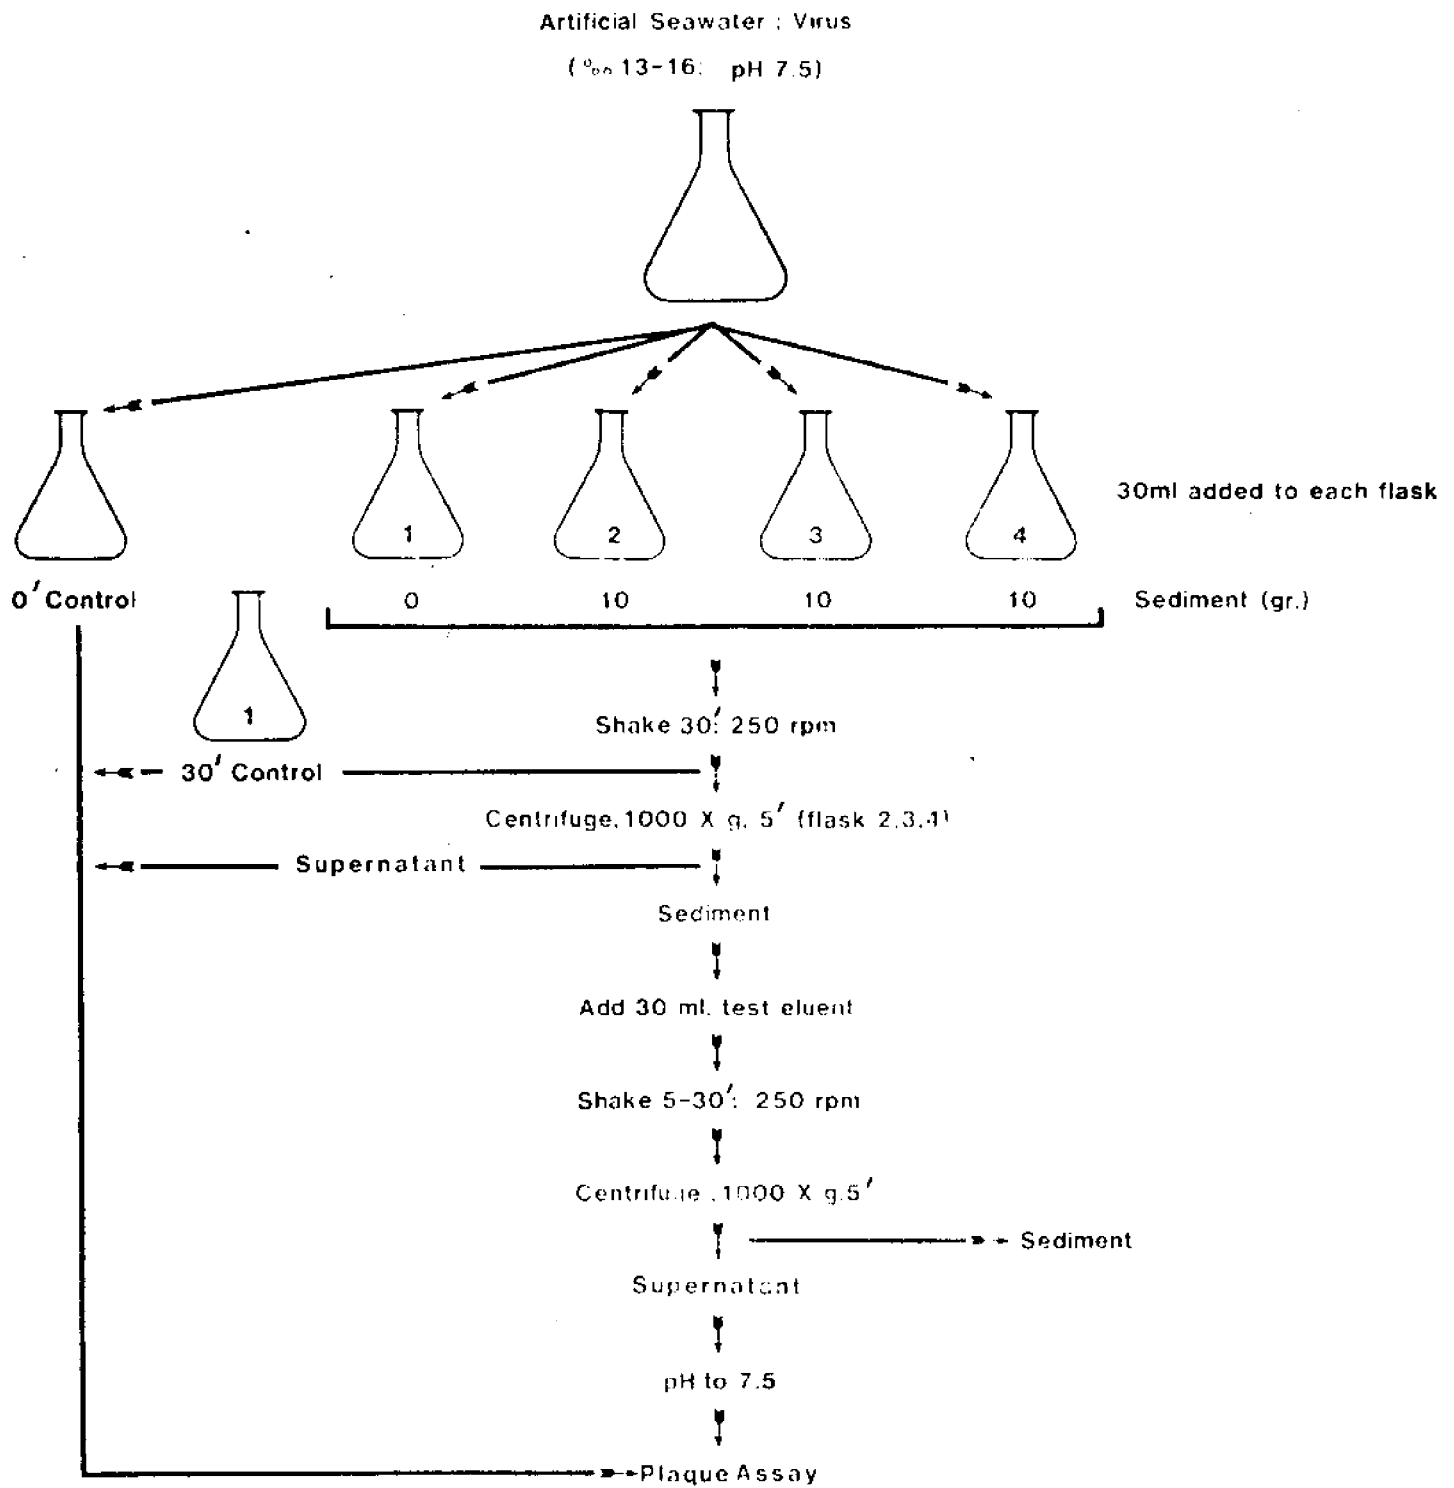 Artificial Seawater ; Virus
(‰ 13-16: pH 7.5)
30ml added to each flask
1 2 3 4
0′ Control
0 10 10 10 Sediment (gr.)
1
Shake 30′: 250 rpm
30′ Control
Centrifuge, 1000 X g, 5′ (flask 2,3,4)
Supernatant
Sediment
Add 30 ml. test eluent
Shake 5-30′: 250 rpm
Centrifuge , 1000 X g.5′
Sediment
Supernatant
pH to 7.5
Plaque Assay